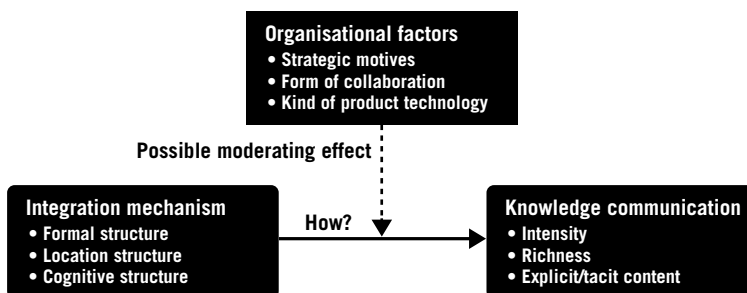 Organisational factors
• Strategic motives
• Form of collaboration
• Kind of product technology
Possible moderating effect
Integration mechanism
• Formal structure
• Location structure
• Cognitive structure
How?
Knowledge communication
• Intensity
• Richness
• Explicit/tacit content